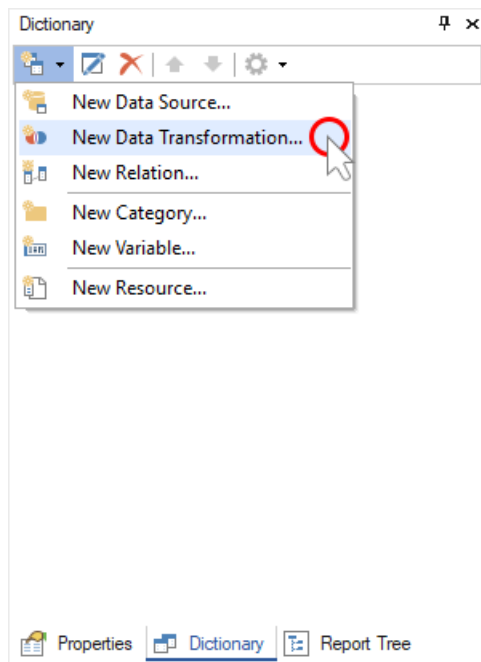 Dictionary
New Data Source...
New Data Transformation...
New Relation...
New Category...
New Variable...
New Resource...
Properties Dictionary Report Tree